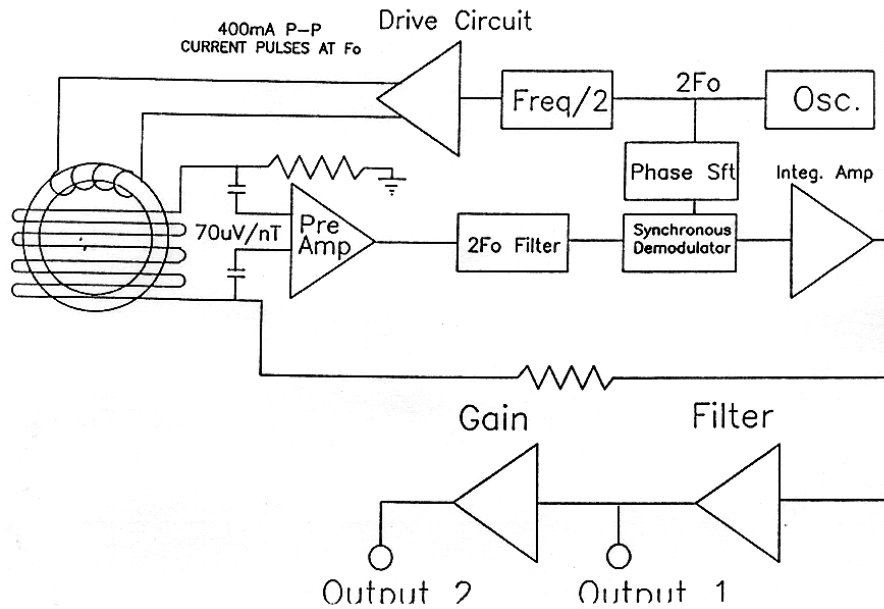 Drive Circuit
400mA P-P
CURRENT PULSES AT Fo
Freq/2
2Fo
Osc.
Phase Sft
Integ. Amp
70uV/nT
Pre
Amp
2Fo Filter
Synchronous
Demodulator
Gain
Filter
Output 2
Output 1